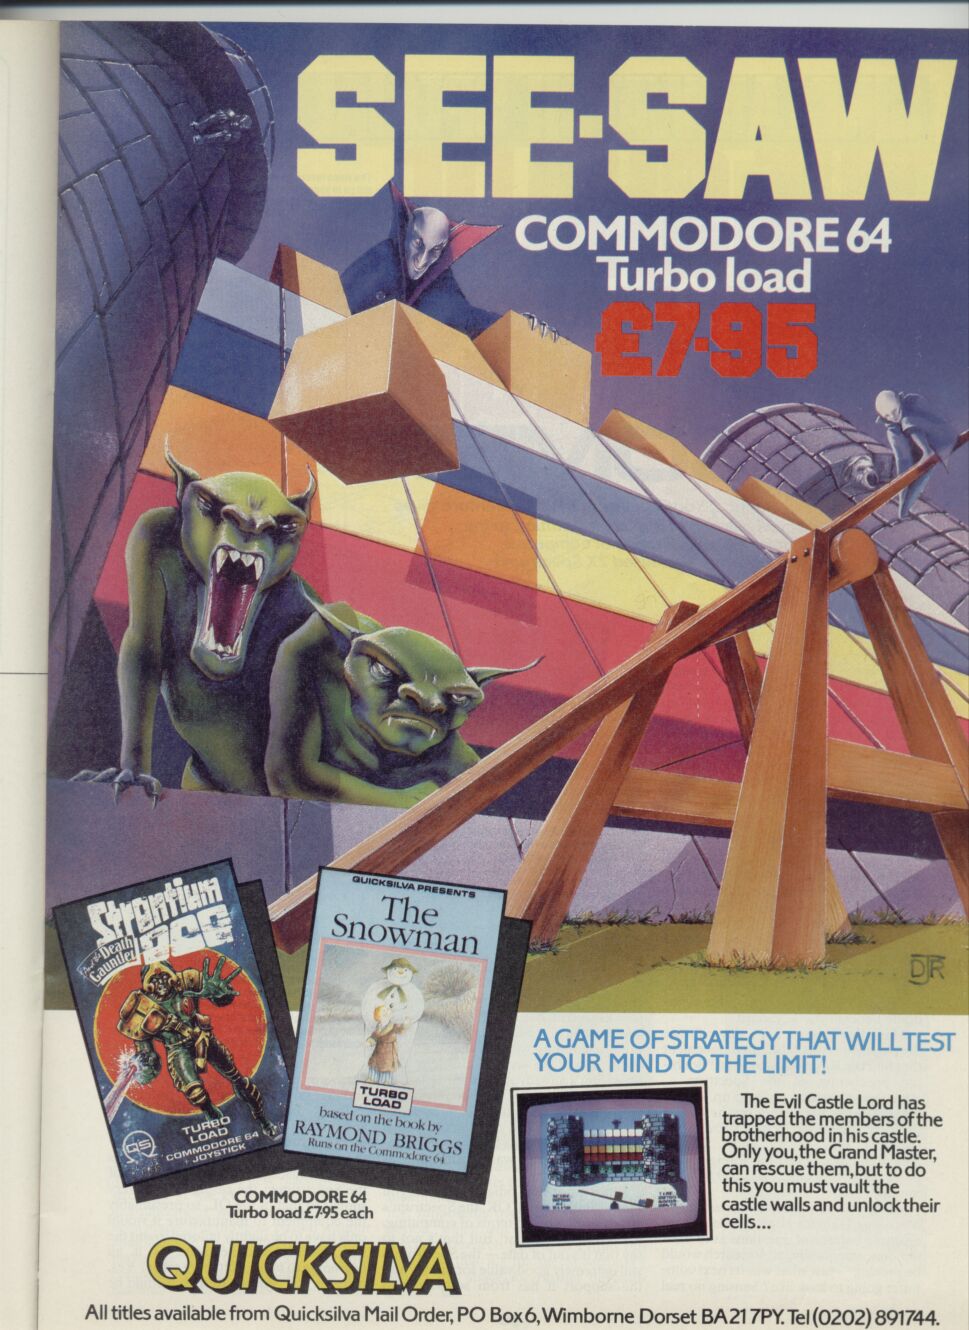 SEE-SAW
COMMODORE 64
Turbo load
£7·95
Strontium
DOG
and the Death
Gauntlet
TURBO
LOAD
COMMODORE 64
JOYSTICK
QS
QUICKSILVA PRESENTS
The
Snowman
TURBO
LOAD
based on the book by
RAYMOND BRIGGS
Runs on the Commodore 64
DJR
COMMODORE 64
Turbo load £7.95 each
A GAME OF STRATEGY THAT WILL TEST
YOUR MIND TO THE LIMIT!
The Evil Castle Lord has
trapped the members of the
brotherhood in his castle.
Only you, the Grand Master,
can rescue them, but to do
this you must vault the
castle walls and unlock their
cells...
QUICKSILVA
All titles available from Quicksilva Mail Order, PO Box 6, Wimborne Dorset BA21 7PY. Tel (0202) 891744.